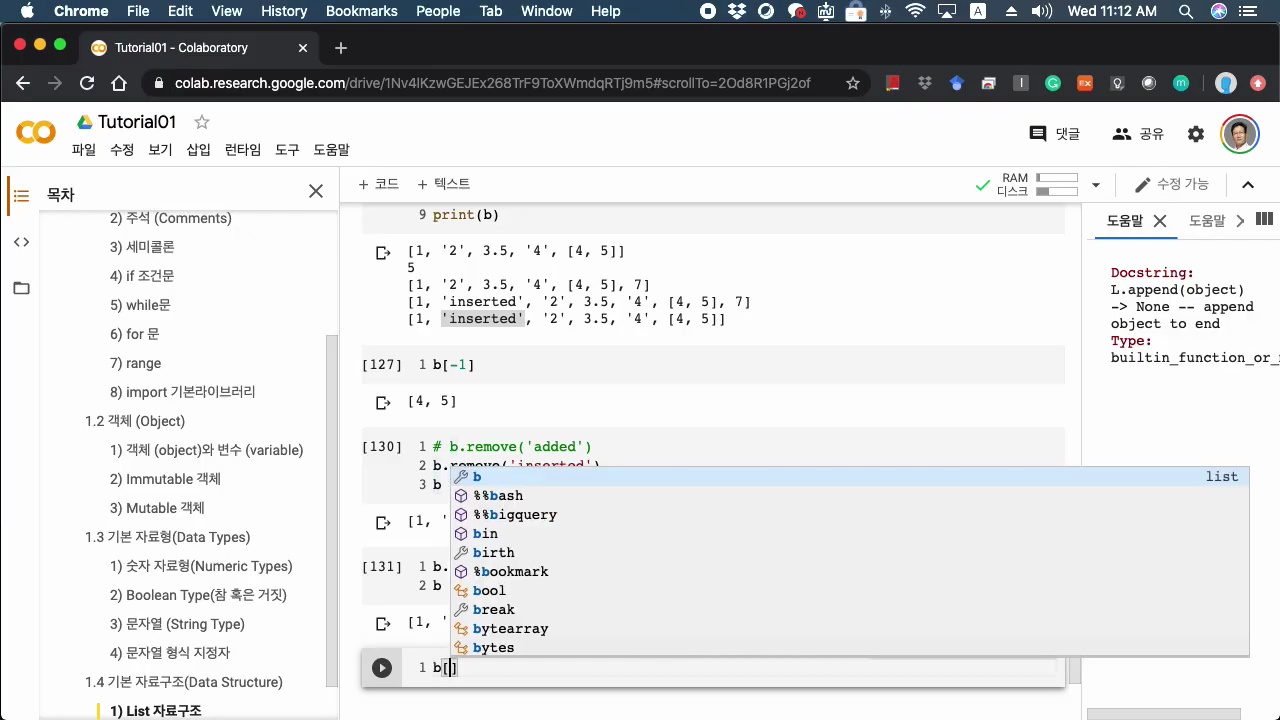 Chrome File Edit View History Bookmarks People Tab Window Help Wed 11:12 AM
Tutorial01 - Colaboratory
colab.research.google.com/drive/1Nv4lKzwGEJEx268TrF9ToXWmdqRTj9m5#scrollTo=2Od8R1PGj2of
Tutorial01
파일 수정 보기 삽입 런타임 도구 도움말
댓글 공유
목차
+ 코드 + 텍스트
RAM
디스크
수정 가능
2) 주석 (Comments)
3) 세미콜론
4) if 조건문
5) while문
6) for 문
7) range
8) import 기본라이브러리
1.2 객체 (Object)
1) 객체 (object)와 변수 (variable)
2) Immutable 객체
3) Mutable 객체
1.3 기본 자료형(Data Types)
1) 숫자 자료형(Numeric Types)
2) Boolean Type(참 혹은 거짓)
3) 문자열 (String Type)
4) 문자열 형식 지정자
1.4 기본 자료구조(Data Structure)
1) List 자료구조
9 print(b)
[1, '2', 3.5, '4', [4, 5]]
5
[1, '2', 3.5, '4', [4, 5], 7]
[1, 'inserted', '2', 3.5, '4', [4, 5], 7]
[1, 'inserted', '2', 3.5, '4', [4, 5]]
[127] 1 b[-1]
[4, 5]
[130] 1 # b.remove('added')
2 b.remove('inserted')
3 b
[1, '
[131] 1 b.
2 b
[1, '
1 b[]
b list
%%bash
%%bigquery
bin
birth
%bookmark
bool
break
bytearray
bytes
도움말 도움말
Docstring:
L.append(object)
-> None -- append
object to end
Type: